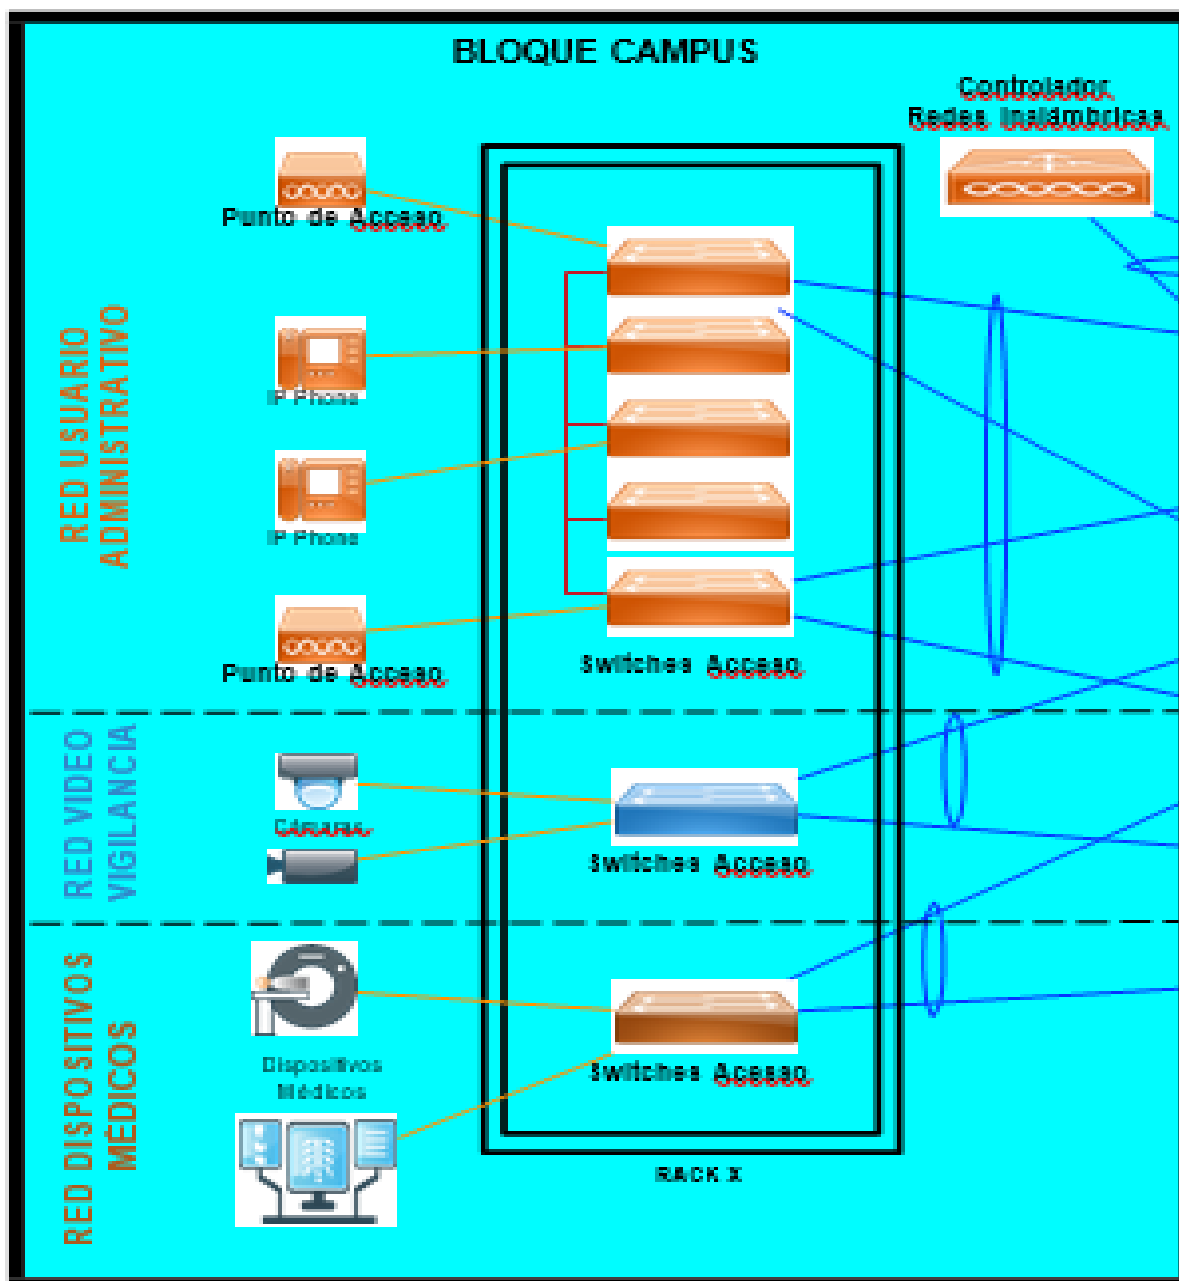 BLOQUE CAMPUS
Controlador
Redes Inalámbricas
Punto de Acceso
RED USUARIO
ADMINISTRATIVO
IP Phone
IP Phone
Punto de Acceso
Switches Acceso
RED VIDEO
VIGILANCIA
Cámaras
Switches Acceso
RED DISPOSITIVOS
MÉDICOS
Dispositivos
Médicos
Switches Acceso
RACK X